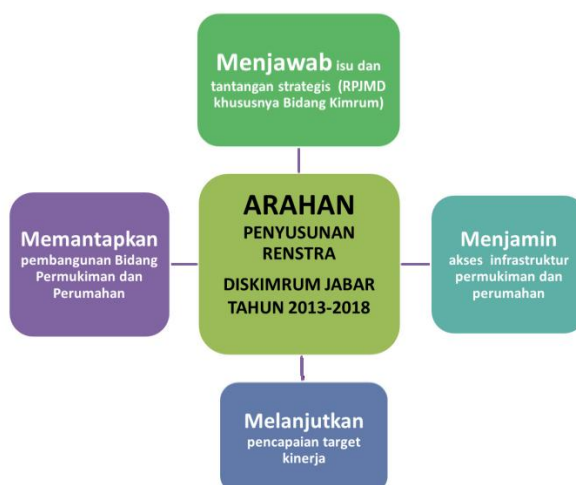 Menjawab isu dan
tantangan strategis (RPJMD
khususnya Bidang Kimrum)
ARAHAN
PENYUSUNAN
RENSTRA
DISKIMRUM JABAR
TAHUN 2013-2018
Memantapkan
pembangunan Bidang
Permukiman dan
Perumahan
Menjamin
akses infrastruktur
permukiman dan
perumahan
Melanjutkan
pencapaian target
kinerja